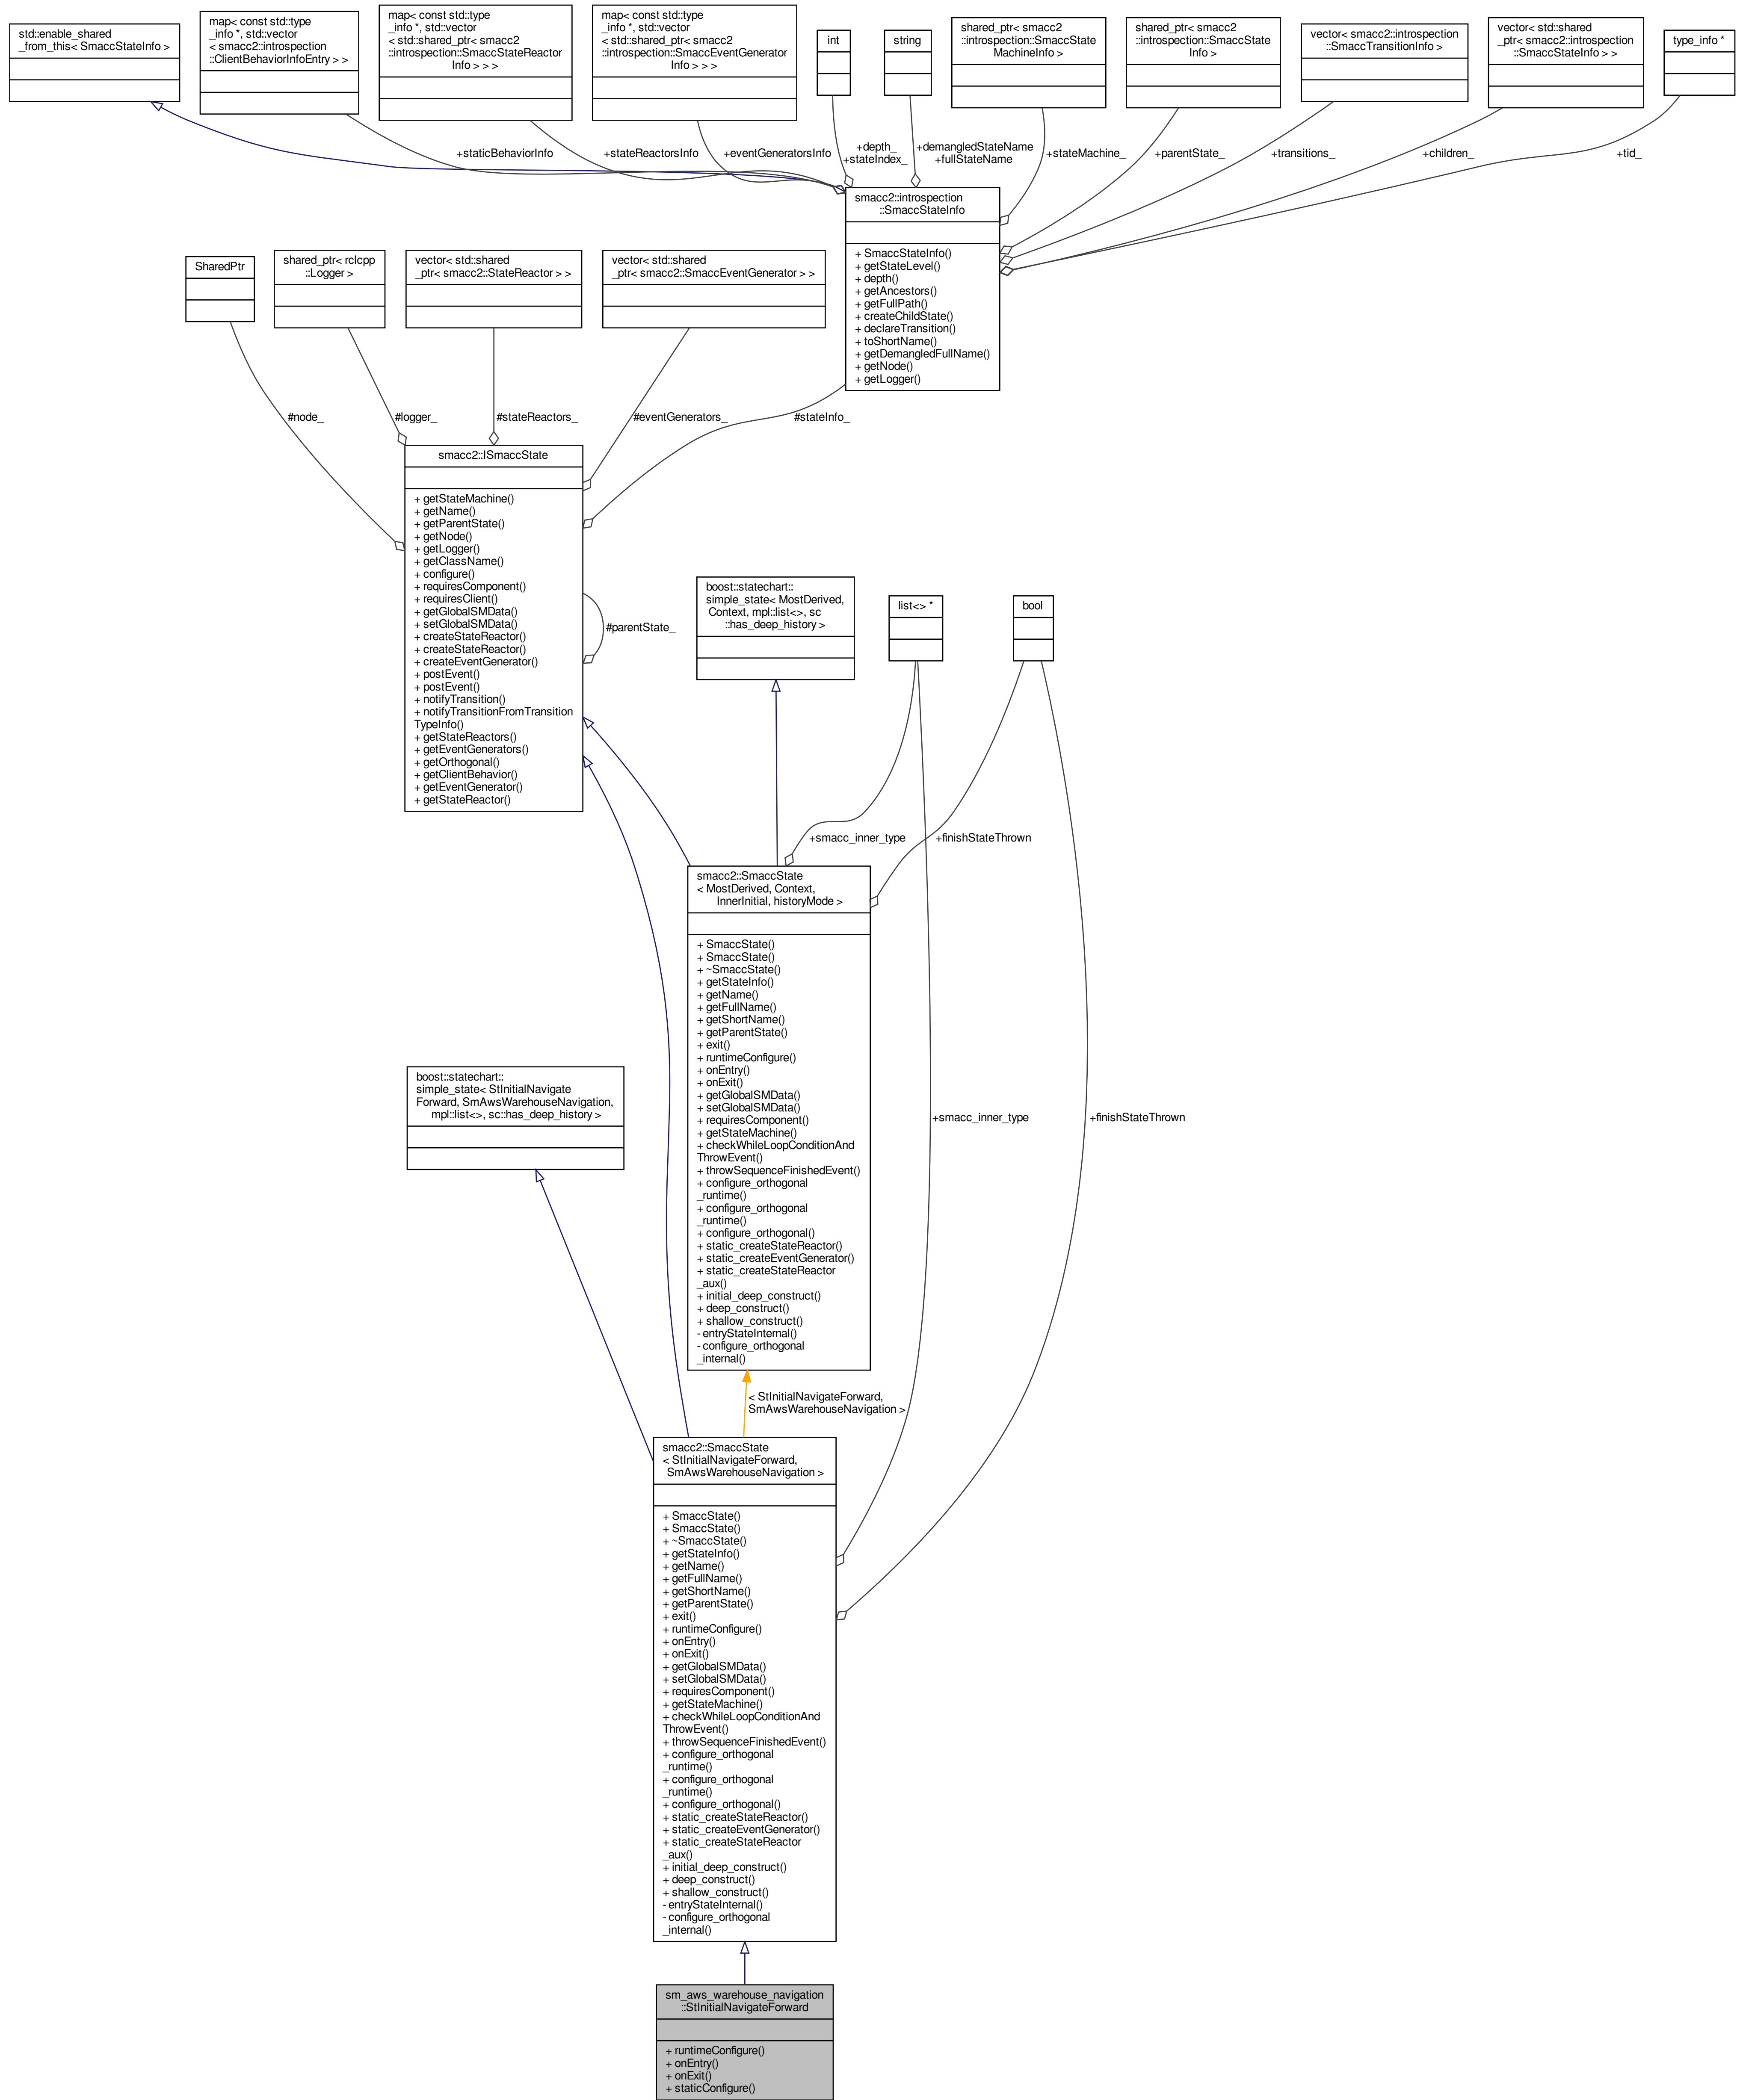 std::enable_shared
_from_this< SmaccStateInfo >
map< const std::type
_info *, std::vector
< smacc2::introspection
::ClientBehaviorInfoEntry > >
map< const std::type
_info *, std::vector
< std::shared_ptr< smacc2
::introspection::SmaccStateReactor
Info > > >
map< const std::type
_info *, std::vector
< std::shared_ptr< smacc2
::introspection::SmaccEventGenerator
Info > > >
int
string
shared_ptr< smacc2
::introspection::SmaccState
MachineInfo >
shared_ptr< smacc2
::introspection::SmaccState
Info >
vector< smacc2::introspection
::SmaccTransitionInfo >
vector< std::shared
_ptr< smacc2::introspection
::SmaccStateInfo > >
type_info *
+staticBehaviorInfo
+stateReactorsInfo
+eventGeneratorsInfo
+depth_
+stateIndex_
+demangledStateName
+fullStateName
+stateMachine_
+parentState_
+transitions_
+children_
+tid_
smacc2::introspection
::SmaccStateInfo
+ SmaccStateInfo()
+ getStateLevel()
+ depth()
+ getAncestors()
+ getFullPath()
+ createChildState()
+ declareTransition()
+ toShortName()
+ getDemangledFullName()
+ getNode()
+ getLogger()
SharedPtr
shared_ptr< rclcpp
::Logger >
vector< std::shared
_ptr< smacc2::StateReactor > >
vector< std::shared
_ptr< smacc2::SmaccEventGenerator > >
#node_
#logger_
#stateReactors_
#eventGenerators_
#stateInfo_
smacc2::ISmaccState
+ getStateMachine()
+ getName()
+ getParentState()
+ getNode()
+ getLogger()
+ getClassName()
+ configure()
+ requiresComponent()
+ requiresClient()
+ getGlobalSMData()
+ setGlobalSMData()
+ createStateReactor()
+ createStateReactor()
+ createEventGenerator()
+ postEvent()
+ postEvent()
+ notifyTransition()
+ notifyTransitionFromTransition
TypeInfo()
+ getStateReactors()
+ getEventGenerators()
+ getOrthogonal()
+ getClientBehavior()
+ getEventGenerator()
+ getStateReactor()
#parentState_
boost::statechart::
simple_state< MostDerived,
Context, mpl::list<>, sc
::has_deep_history >
list<> *
bool
+smacc_inner_type
+finishStateThrown
smacc2::SmaccState
< MostDerived, Context,
InnerInitial, historyMode >
+ SmaccState()
+ SmaccState()
+ ~SmaccState()
+ getStateInfo()
+ getName()
+ getFullName()
+ getShortName()
+ getParentState()
+ exit()
+ runtimeConfigure()
+ onEntry()
+ onExit()
+ getGlobalSMData()
+ setGlobalSMData()
+ requiresComponent()
+ getStateMachine()
+ checkWhileLoopConditionAnd
ThrowEvent()
+ throwSequenceFinishedEvent()
+ configure_orthogonal
_runtime()
+ configure_orthogonal
_runtime()
+ configure_orthogonal()
+ static_createStateReactor()
+ static_createEventGenerator()
+ static_createStateReactor
_aux()
+ initial_deep_construct()
+ deep_construct()
+ shallow_construct()
- entryStateInternal()
- configure_orthogonal
_internal()
boost::statechart::
simple_state< StInitialNavigate
Forward, SmAwsWarehouseNavigation,
mpl::list<>, sc::has_deep_history >
+smacc_inner_type
+finishStateThrown
< StInitialNavigateForward,
SmAwsWarehouseNavigation >
smacc2::SmaccState
< StInitialNavigateForward,
SmAwsWarehouseNavigation >
+ SmaccState()
+ SmaccState()
+ ~SmaccState()
+ getStateInfo()
+ getName()
+ getFullName()
+ getShortName()
+ getParentState()
+ exit()
+ runtimeConfigure()
+ onEntry()
+ onExit()
+ getGlobalSMData()
+ setGlobalSMData()
+ requiresComponent()
+ getStateMachine()
+ checkWhileLoopConditionAnd
ThrowEvent()
+ throwSequenceFinishedEvent()
+ configure_orthogonal
_runtime()
+ configure_orthogonal
_runtime()
+ configure_orthogonal()
+ static_createStateReactor()
+ static_createEventGenerator()
+ static_createStateReactor
_aux()
+ initial_deep_construct()
+ deep_construct()
+ shallow_construct()
- entryStateInternal()
- configure_orthogonal
_internal()
sm_aws_warehouse_navigation
::StInitialNavigateForward
+ runtimeConfigure()
+ onEntry()
+ onExit()
+ staticConfigure()